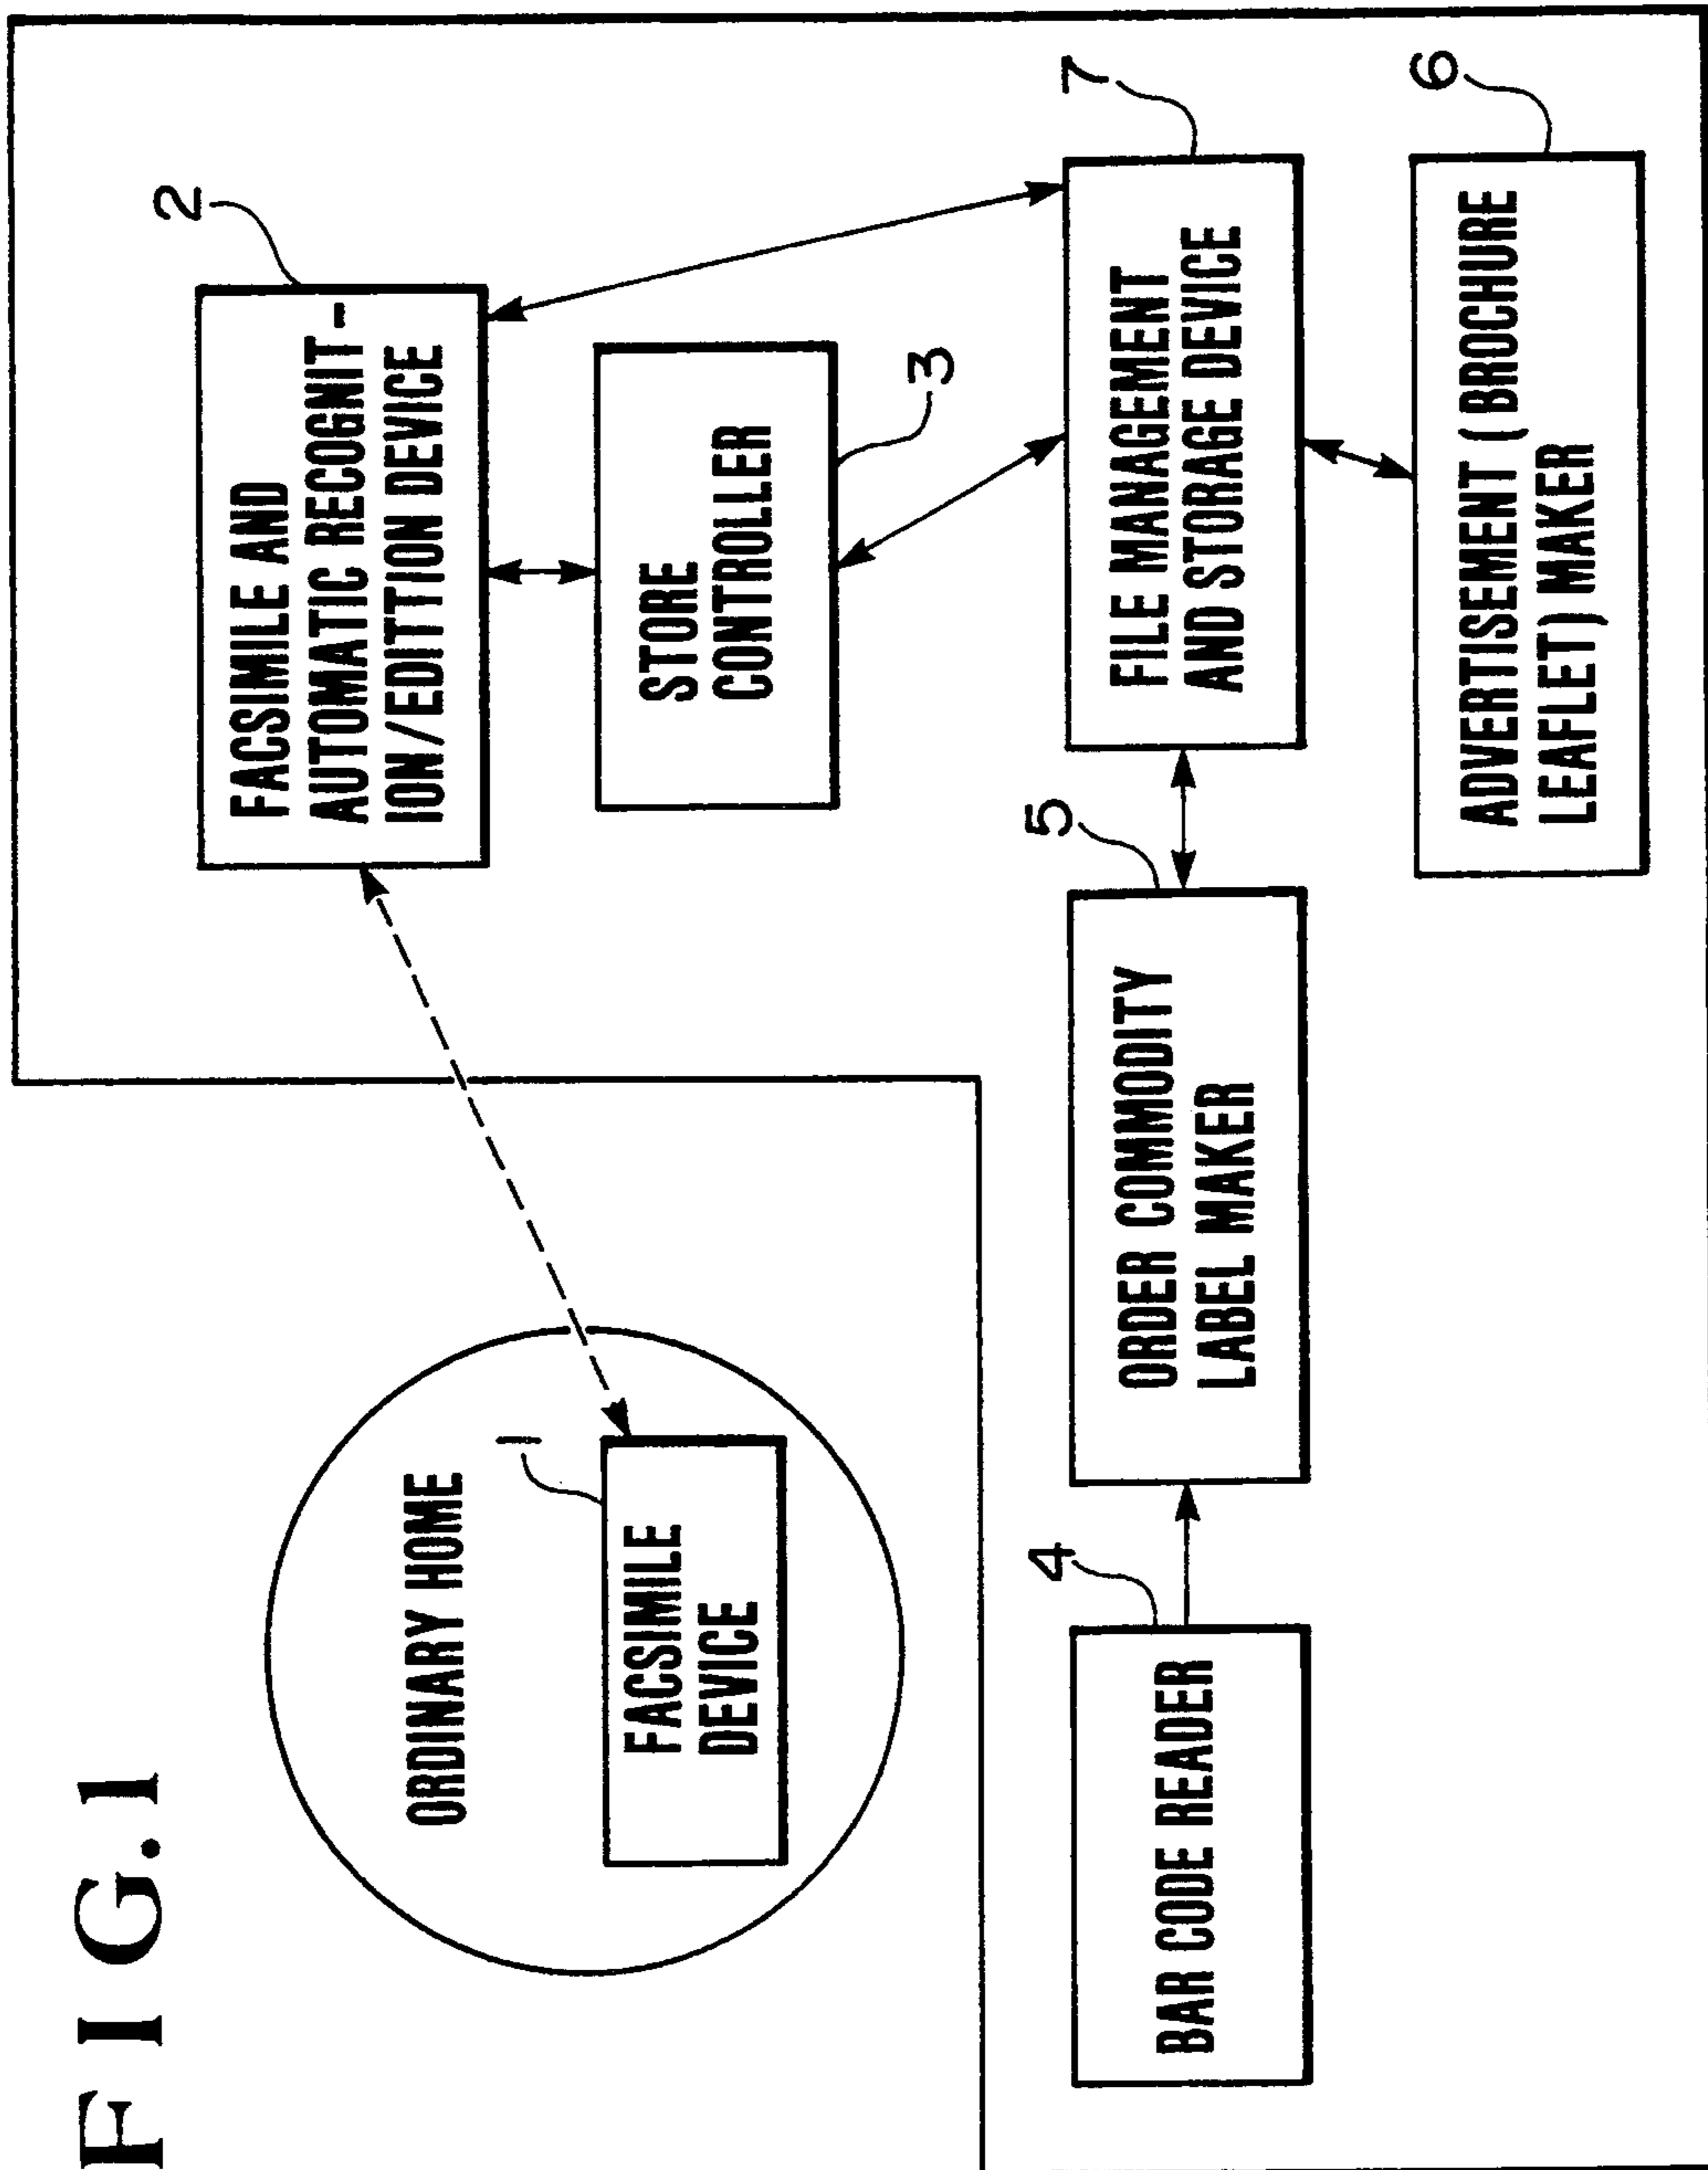 FIG.1
ORDINARY HOME
1
FACSIMILE
DEVICE
2
FACSIMILE AND
AUTOMATIC RECOGNIT-
ION/EDITION DEVICE
STORE
CONTROLLER
3
4
BAR CODE READER
5
ORDER COMMODITY
LABEL MAKER
7
FILE MANAGEMENT
AND STORAGE DEVICE
6
ADVERTISEMENT (BROCHURE
LEAFLET) MAKER